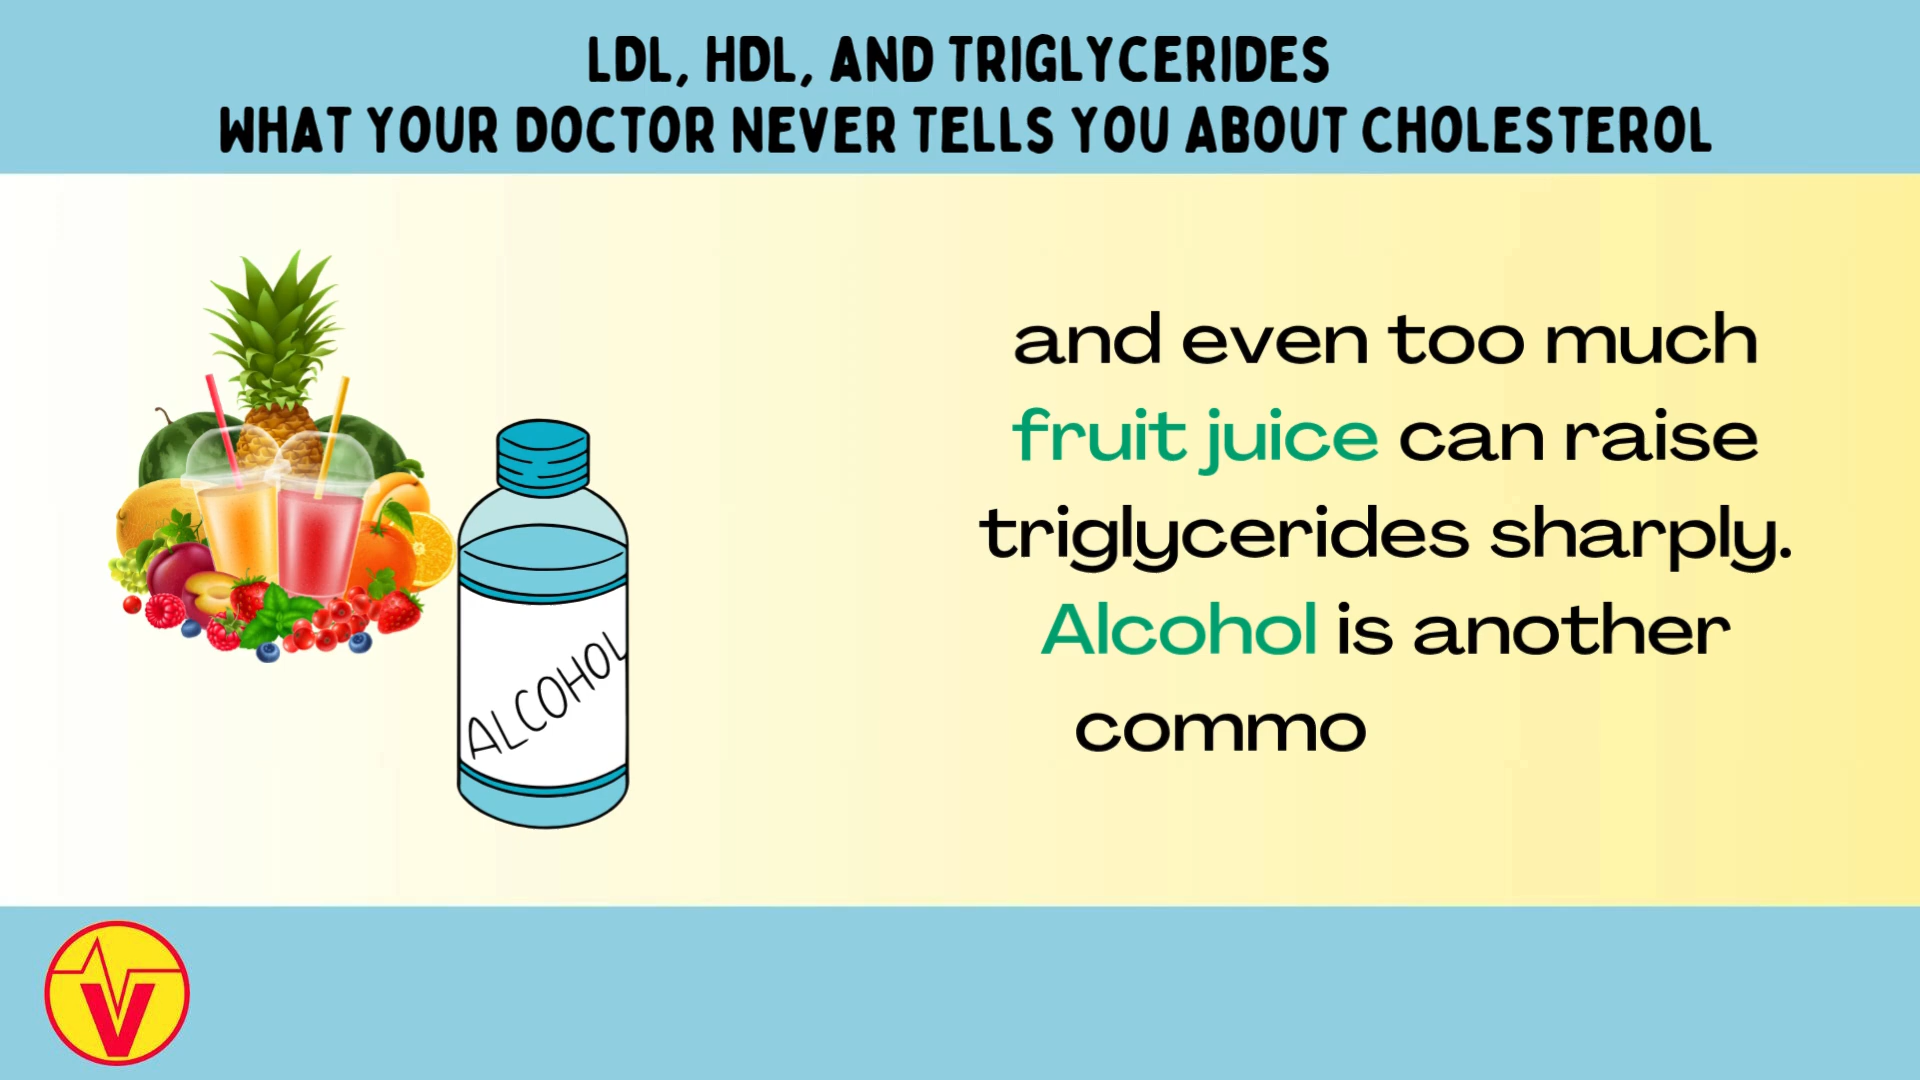 LDL, HDL, AND TRIGLYCERIDES
WHAT YOUR DOCTOR NEVER TELLS YOU ABOUT CHOLESTEROL
and even too much
fruit juice can raise
triglycerides sharply.
Alcohol is another
commo
ALCOHOL
V